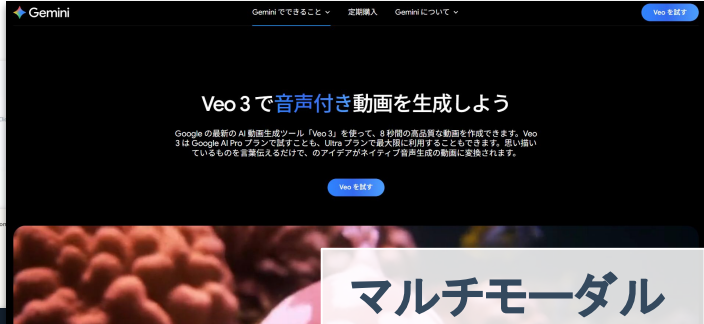 Gemini
Gemini でできること
定期購入
Gemini について
Veo を試す
Veo 3 で音声付き動画を生成しよう
Google の最新の AI 動画生成ツール「Veo 3」を使って、8 秒間の高品質な動画を作成できます。Veo
3 は Google AI Pro プランで試すことも、Ultra プランで最大限に利用することもできます。思い描い
ているものを言葉伝えるだけで、のアイデアがネイティブ音声生成の動画に変換されます。
Veo を試す
マルチモーダル